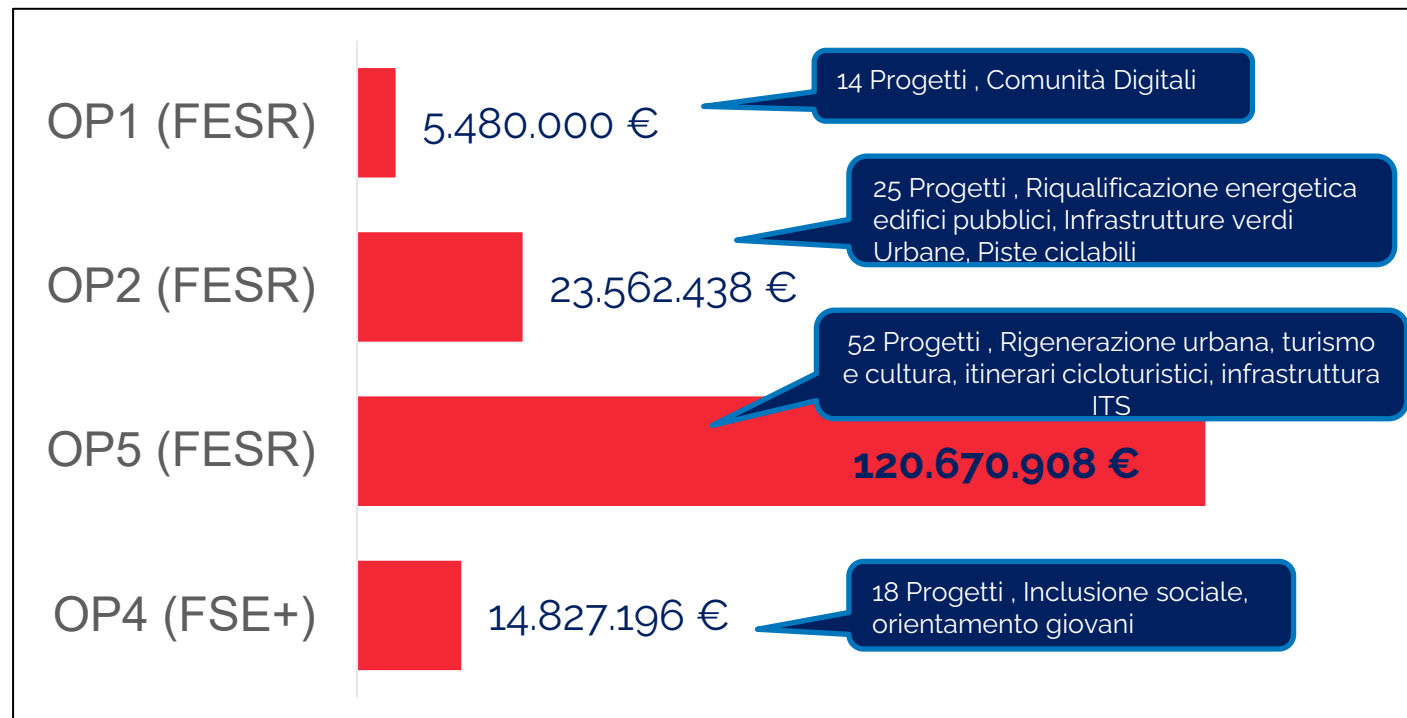 OP1 (FESR)
5.480.000 €
14 Progetti , Comunità Digitali
OP2 (FESR)
23.562.438 €
25 Progetti , Riqualificazione energetica
edifici pubblici, Infrastrutture verdi
Urbane, Piste ciclabili
OP5 (FESR)
120.670.908 €
52 Progetti , Rigenerazione urbana, turismo
e cultura, itinerari cicloturistici, infrastruttura
ITS
OP4 (FSE+)
14.827.196 €
18 Progetti , Inclusione sociale,
orientamento giovani